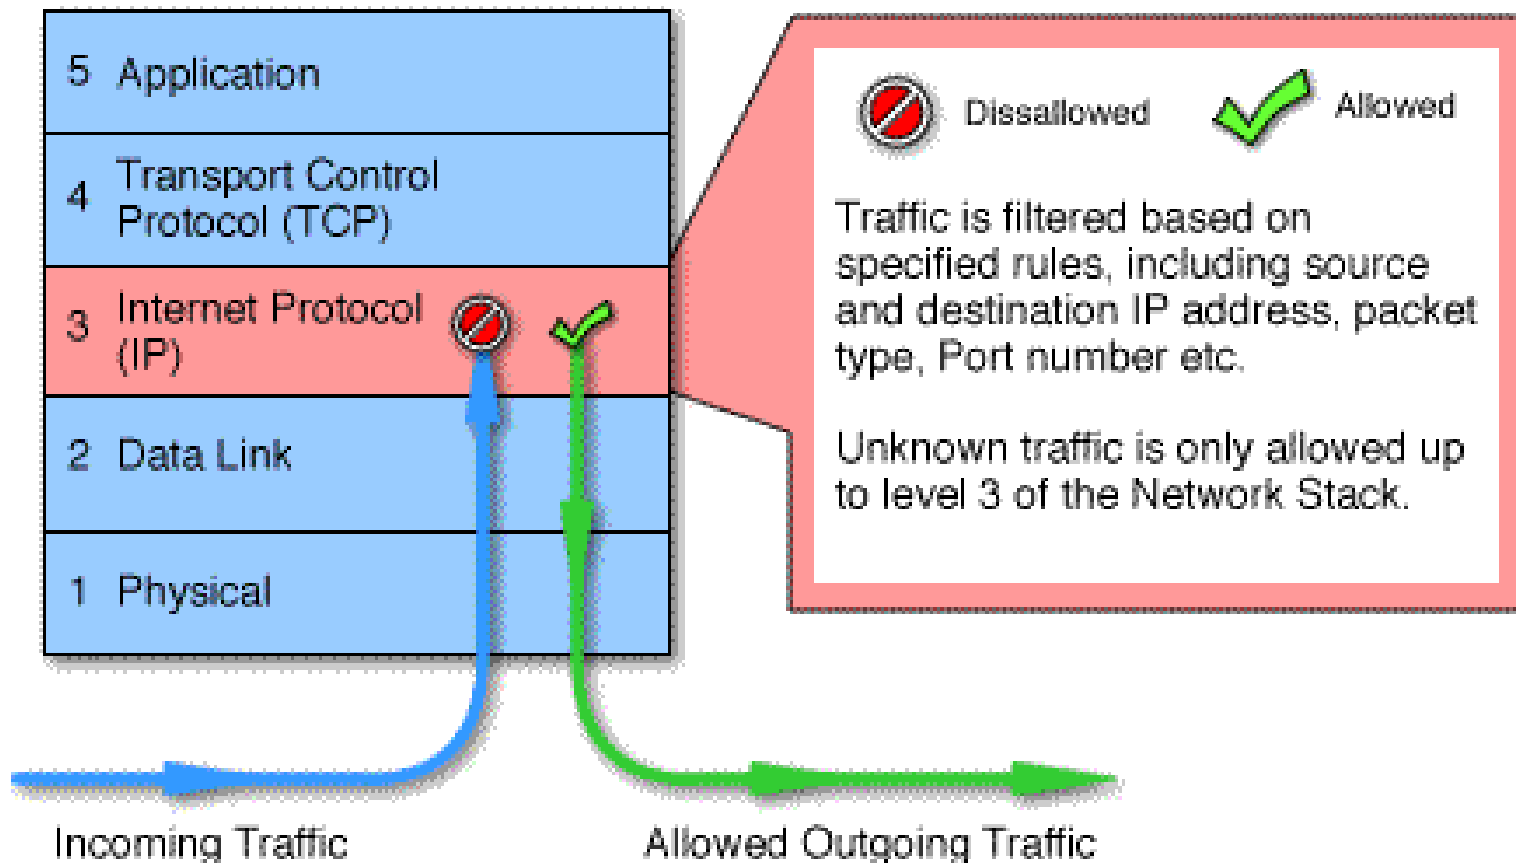 5 Application
4 Transport Control
Protocol (TCP)
3 Internet Protocol
(IP)
2 Data Link
1 Physical
Incoming Traffic
Allowed Outgoing Traffic
Dissallowed
Allowed
Traffic is filtered based on
specified rules, including source
and destination IP address, packet
type, Port number etc.
Unknown traffic is only allowed up
to level 3 of the Network Stack.